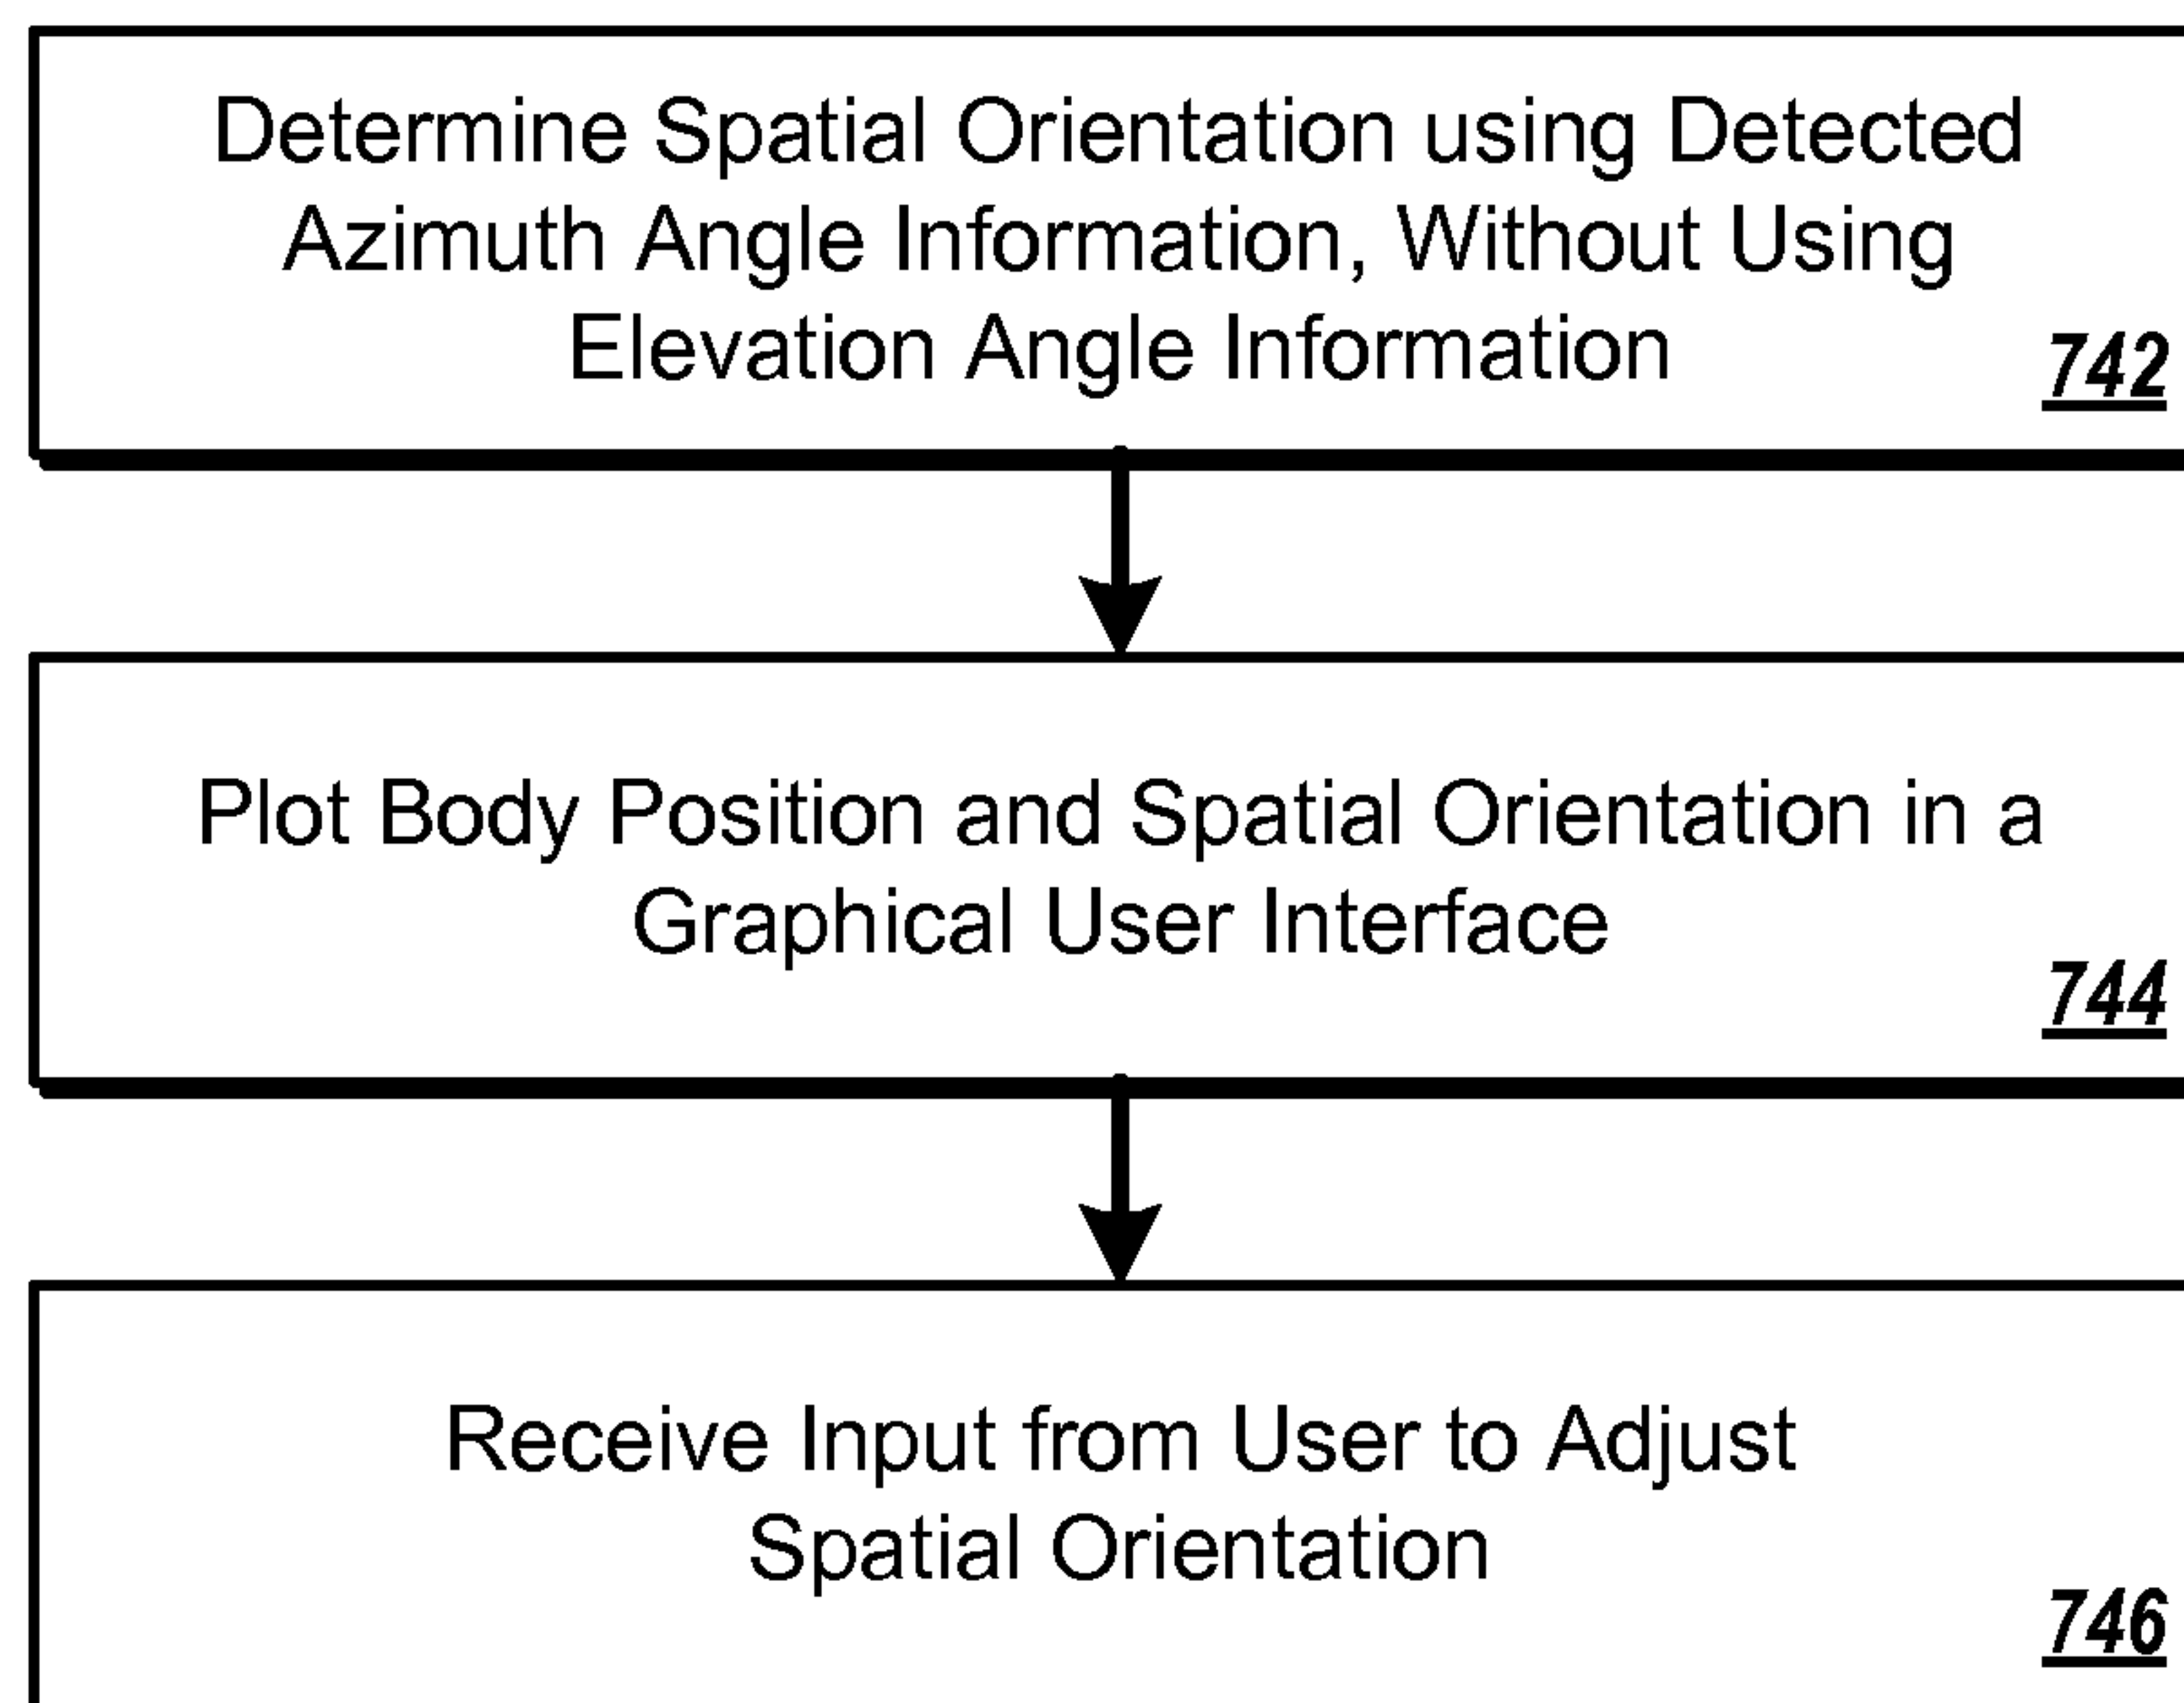 Determine Spatial Orientation using Detected
Azimuth Angle Information, Without Using
Elevation Angle Information
742
Plot Body Position and Spatial Orientation in a
Graphical User Interface
744
Receive Input from User to Adjust
Spatial Orientation
746